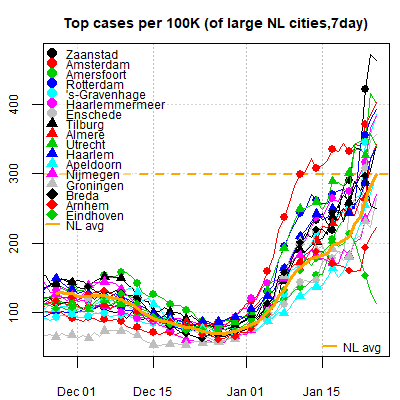 Top cases per 100K (of large NL cities,7day)
Zaanstad
Amsterdam
Amersfoort
Rotterdam
's-Gravenhage
Haarlemmermeer
Enschede
Tilburg
Almere
Utrecht
Haarlem
Apeldoorn
Nijmegen
Groningen
Breda
Arnhem
Eindhoven
NL avg
400
300
200
100
NL avg
Dec 01 Dec 15 Jan 01 Jan 15